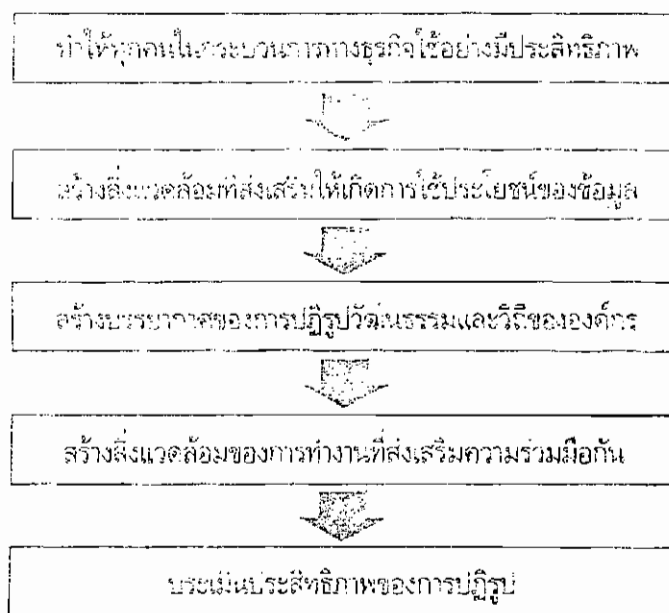 ทำให้ทุกคนในกระบวนการทางธุรกิจใช้อย่างมีประสิทธิภาพ
สร้างสิ่งแวดล้อมที่ส่งเสริมให้เกิดการใช้ประโยชน์ของข้อมูล
สร้างบรรยากาศของการปฏิรูปวัฒนธรรมและวิถีขององค์กร
สร้างสิ่งแวดล้อมของการทำงานที่ส่งเสริมความร่วมมือกัน
ประเมินประสิทธิภาพของการปฏิรูป